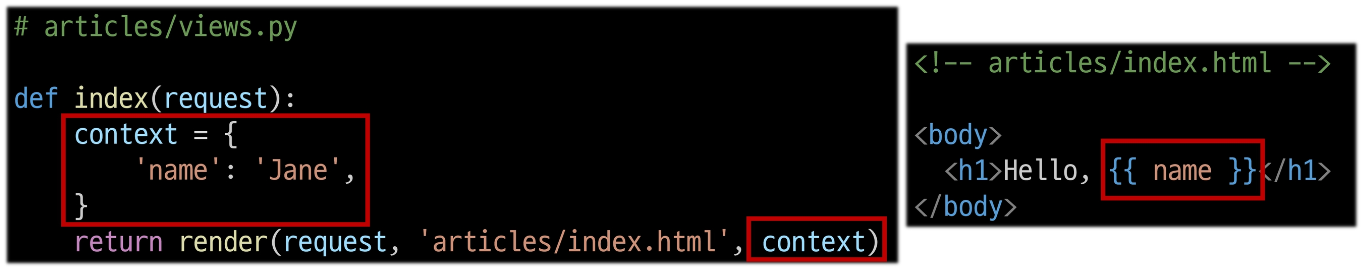 # articles/views.py
def index(request):
    context = {
        'name': 'Jane',
    }
    return render(request, 'articles/index.html', context)
<!-- articles/index.html -->
<body>
  <h1>Hello, {{ name }}</h1>
</body>